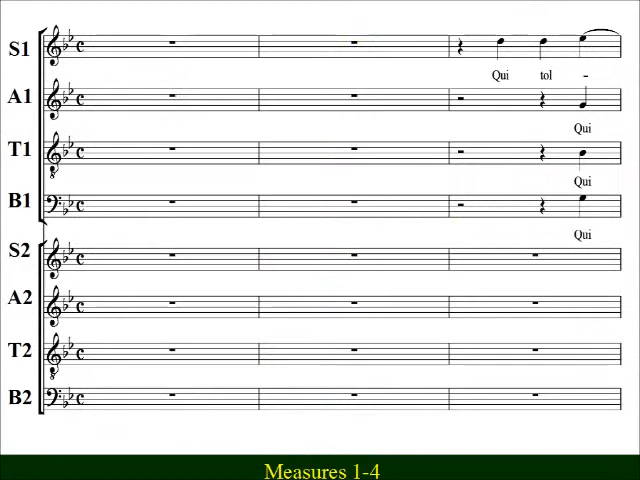 S1
Qui tol -
A1
Qui
T1
Qui
B1
Qui
S2
A2
T2
B2
Measures 1-4